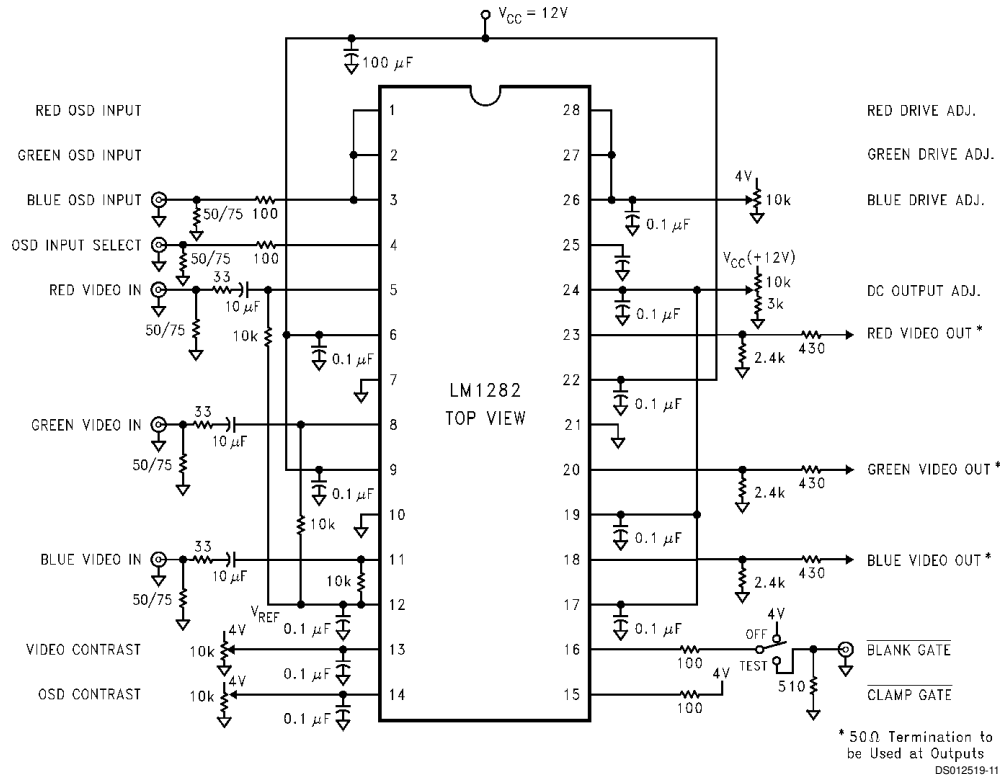 V_CC = 12V
100 μF
RED OSD INPUT
1
28
RED DRIVE ADJ.
GREEN OSD INPUT
2
27
GREEN DRIVE ADJ.
BLUE OSD INPUT
50/75
100
3
26
0.1 μF
4V
10k
BLUE DRIVE ADJ.
OSD INPUT SELECT
50/75
100
4
25
RED VIDEO IN
50/75
33
10 μF
10k
5
24
0.1 μF
V_CC(+12V)
10k
3k
DC OUTPUT ADJ.
0.1 μF
6
23
2.4k
430
RED VIDEO OUT*
7
LM1282
TOP VIEW
22
0.1 μF
GREEN VIDEO IN
50/75
33
10 μF
8
21
0.1 μF
9
20
2.4k
430
GREEN VIDEO OUT*
10k
10
19
0.1 μF
BLUE VIDEO IN
50/75
33
10 μF
10k
11
18
2.4k
430
BLUE VIDEO OUT*
V_REF
0.1 μF
12
17
0.1 μF
VIDEO CONTRAST
4V
10k
0.1 μF
13
16
100
OFF
TEST
4V
510
BLANK GATE
OSD CONTRAST
4V
10k
0.1 μF
14
15
100
4V
CLAMP GATE
*50Ω Termination to
be Used at Outputs
DS012519-11